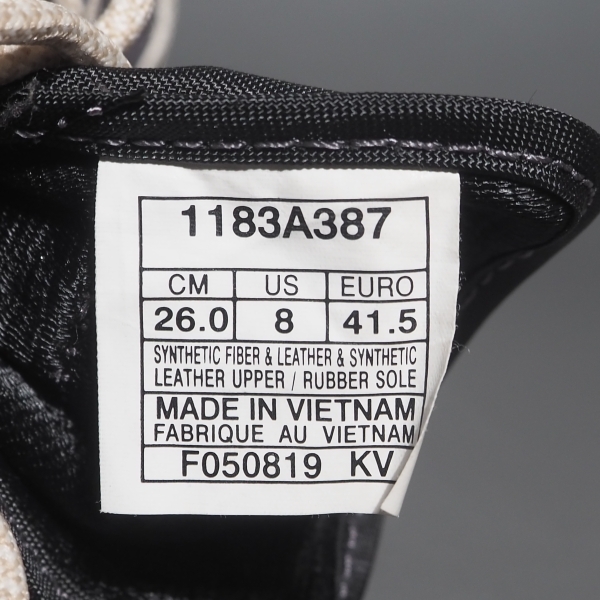 1183A387
CM US EURO
26.0 8 41.5
SYNTHETIC FIBER & LEATHER & SYNTHETIC
LEATHER UPPER / RUBBER SOLE
MADE IN VIETNAM
FABRIQUE AU VIETNAM
F050819 KV